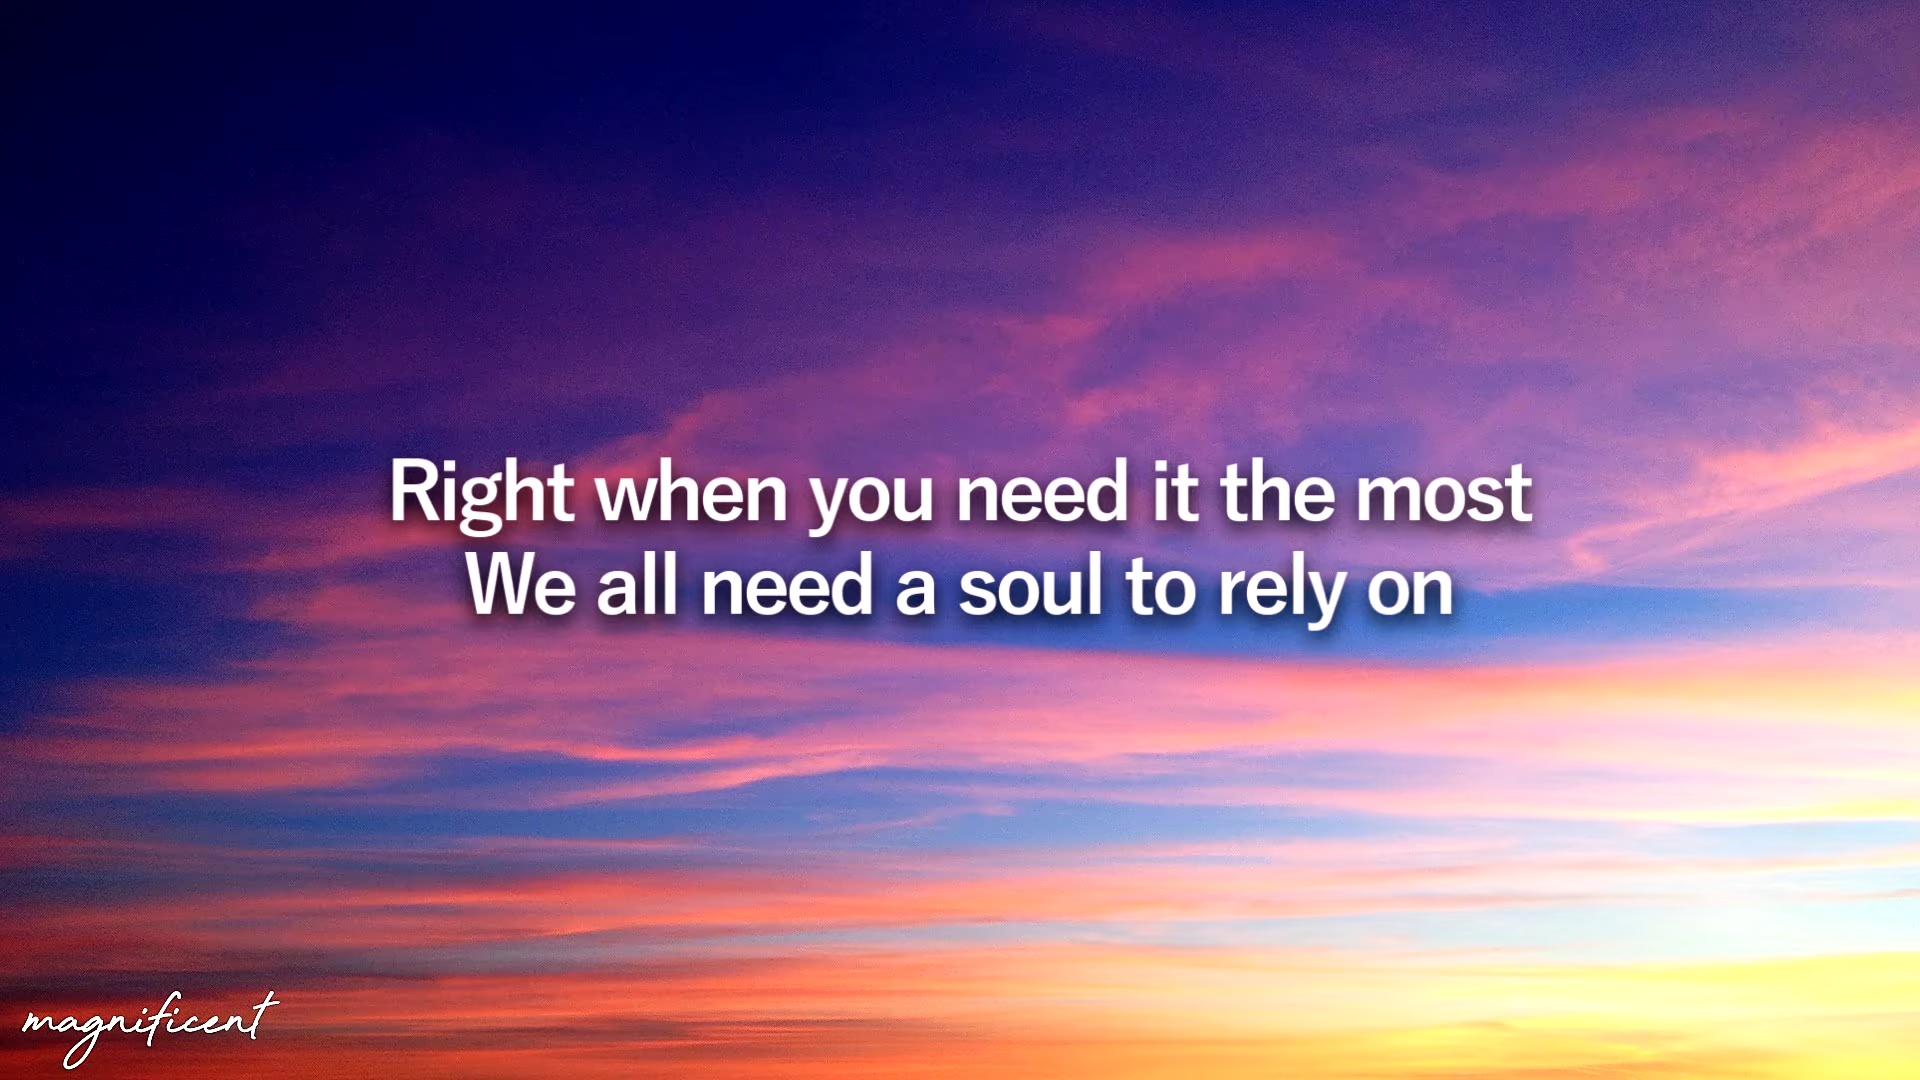 Right when you need it the most
We all need a soul to rely on
magnificent